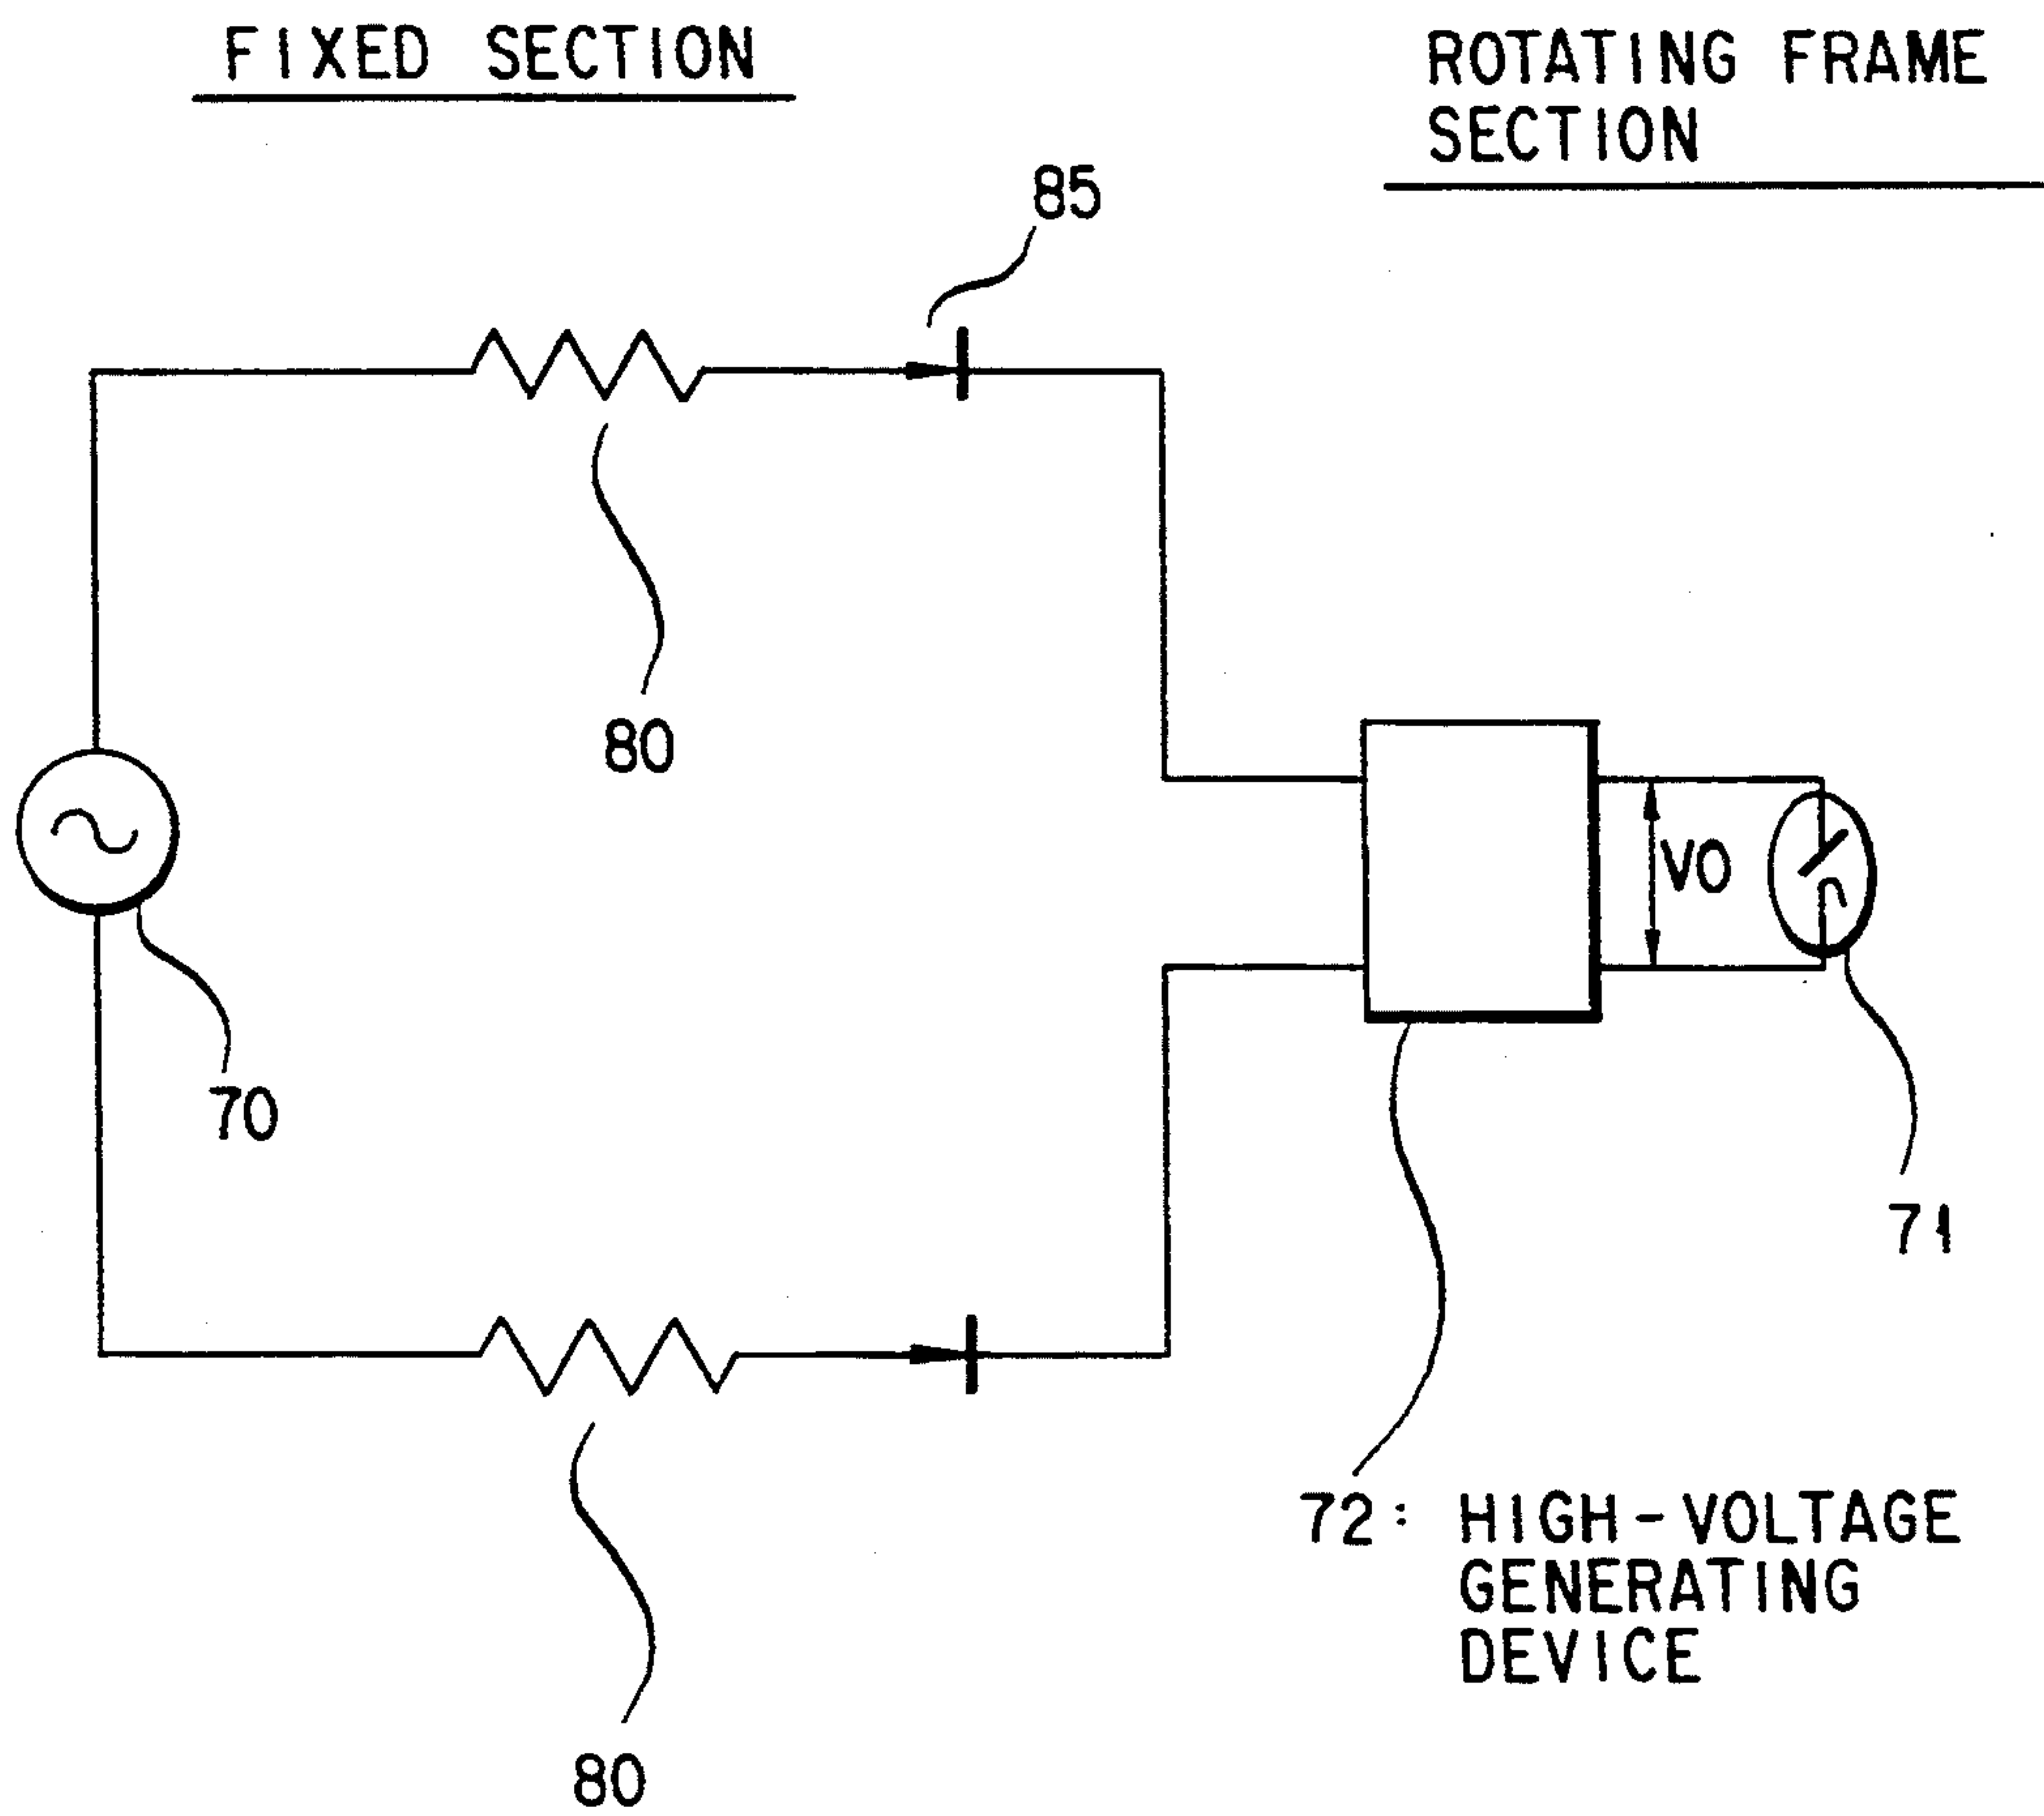 FIXED SECTION
ROTATING FRAME
SECTION
85
80
VO
70
71
72: HIGH-VOLTAGE
GENERATING
DEVICE
80